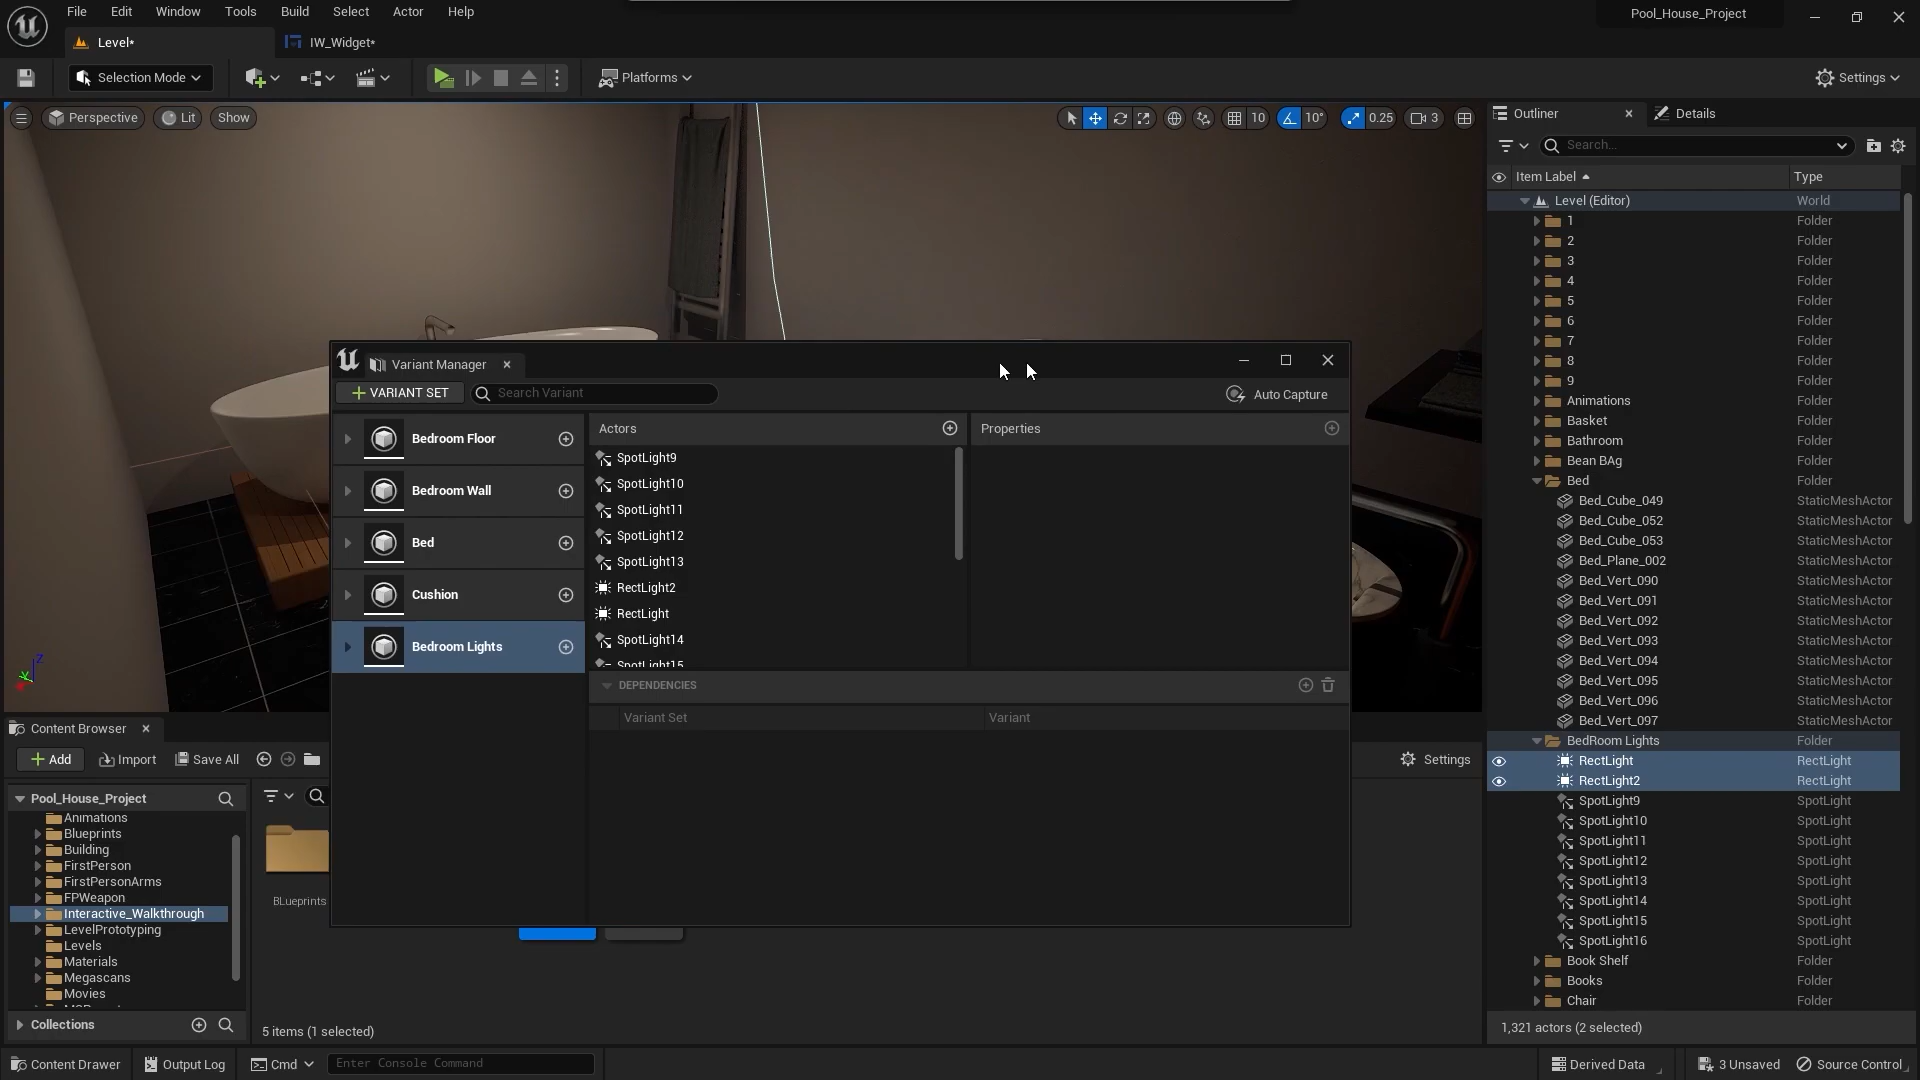 File Edit Window Tools Build Select Actor Help
Pool_House_Project
Level*
IW_Widget*
Selection Mode
Platforms
Settings
Perspective
Lit
Show
10
10°
0.25
3
Outliner
Details
Search...
Item Label
Type
Level (Editor) World
1 Folder
2 Folder
3 Folder
4 Folder
5 Folder
6 Folder
7 Folder
8 Folder
9 Folder
Animations Folder
Basket Folder
Bathroom Folder
Bean BAg Folder
Bed Folder
Bed_Cube_049 StaticMeshActor
Bed_Cube_052 StaticMeshActor
Bed_Cube_053 StaticMeshActor
Bed_Plane_002 StaticMeshActor
Bed_Vert_090 StaticMeshActor
Bed_Vert_091 StaticMeshActor
Bed_Vert_092 StaticMeshActor
Bed_Vert_093 StaticMeshActor
Bed_Vert_094 StaticMeshActor
Bed_Vert_095 StaticMeshActor
Bed_Vert_096 StaticMeshActor
Bed_Vert_097 StaticMeshActor
BedRoom Lights Folder
RectLight RectLight
RectLight2 RectLight
SpotLight9 SpotLight
SpotLight10 SpotLight
SpotLight11 SpotLight
SpotLight12 SpotLight
SpotLight13 SpotLight
SpotLight14 SpotLight
SpotLight15 SpotLight
SpotLight16 SpotLight
Book Shelf Folder
Books Folder
Chair Folder
1,321 actors (2 selected)
Variant Manager
VARIANT SET
Search Variant
Auto Capture
Bedroom Floor
Bedroom Wall
Bed
Cushion
Bedroom Lights
Actors
SpotLight9
SpotLight10
SpotLight11
SpotLight12
SpotLight13
RectLight2
RectLight
SpotLight14
SpotLight15
Properties
DEPENDENCIES
Variant Set
Variant
z
Content Browser
Add
Import
Save All
Settings
Pool_House_Project
Animations
Blueprints
Building
FirstPerson
FirstPersonArms
FPWeapon
Interactive_Walkthrough
LevelPrototyping
Levels
Materials
Megascans
Movies
Collections
BLueprints
5 items (1 selected)
Content Drawer
Output Log
Cmd
Enter Console Command
Derived Data
3 Unsaved
Source Control